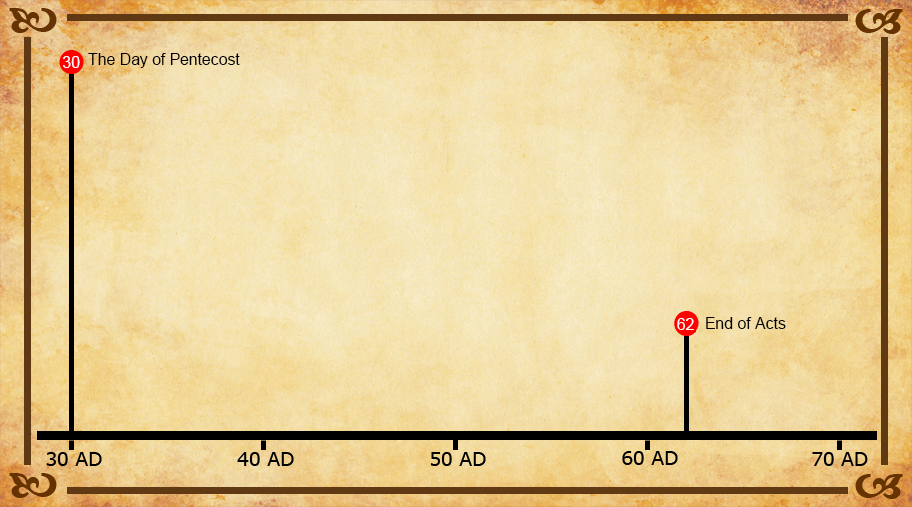 30 The Day of Pentecost
62 End of Acts
30 AD 40 AD 50 AD 60 AD 70 AD